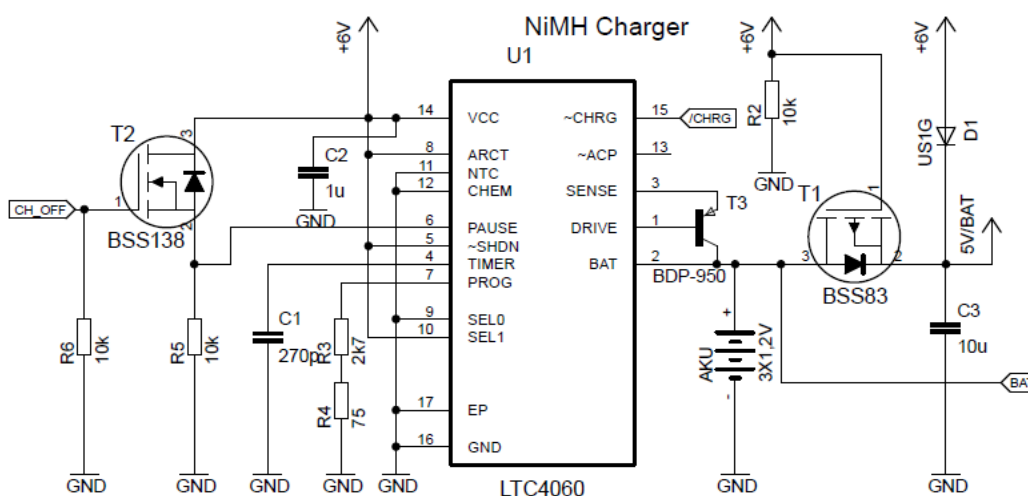 NiMH Charger
+6V
+6V
+6V
U1
14 VCC
8 ARCT
11 NTC
12 CHEM
6 PAUSE
5 ~SHDN
4 TIMER
7 PROG
9 SEL0
10 SEL1
17 EP
16 GND
~CHRG 15
/CHRG
~ACP 13
SENSE 3
DRIVE 1
BAT 2
LTC4060
T2
3
1
2
BSS138
CH_OFF
C2
1u
GND
R6
10k
R5
10k
C1
270p
R3
2k7
R4
75
GND
GND
GND
GND
GND
T3
BDP-950
AKU
+
-
3X1,2V
GND
R2
10k
GND
T1
1
3
2
BSS83
US1G
D1
5V/BAT
C3
10u
GND
BAT